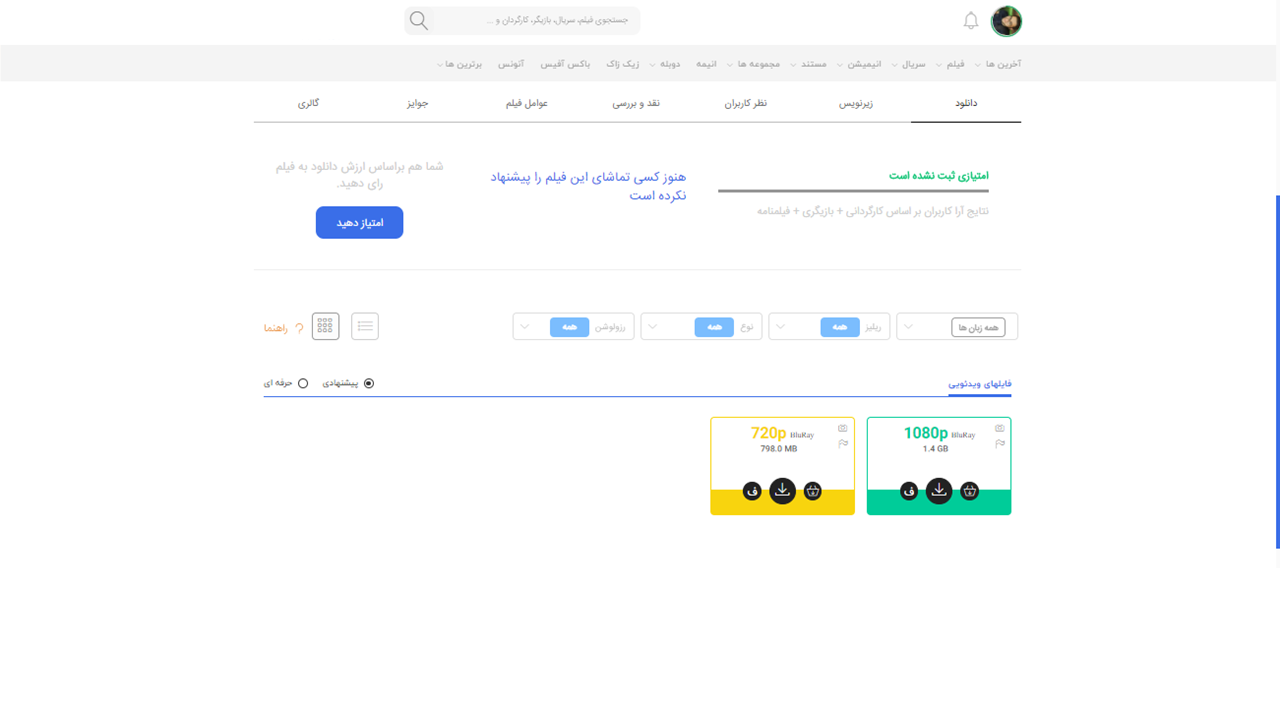 جستجوی فیلم، سریال، بازیگر، کارگردان و ...
آخرین ها فیلم سریال انیمیشن مستند مجموعه ها انیمه دوبله زیک زاک باکس آفیس آنونس برترین ها
دانلود زیرنویس نظر کاربران نقد و بررسی عوامل فیلم جوایز گالری
امتیازی ثبت نشده است
نتایج آرا کاربران بر اساس کارگردانی + بازیگری + فیلمنامه
هنوز کسی تماشای این فیلم را پیشنهاد
نکرده است
شما هم براساس ارزش دانلود به فیلم
رای دهید.
امتیاز دهید
همه زبان ها ریلیز همه نوع همه رزولوشن همه ? راهنما
فایلهای ویدئویی پیشنهادی حرفه ای
1080p BluRay
1.4 GB
ف
720p BluRay
798.0 MB
ف